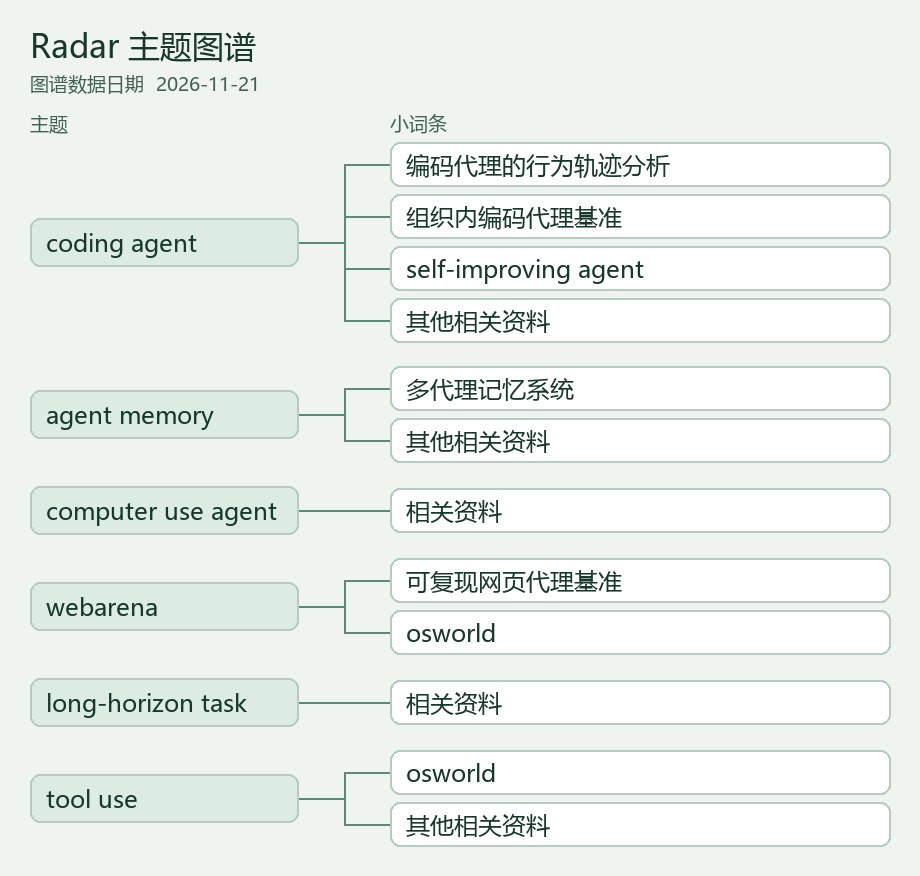 Radar 主题图谱
图谱数据日期 2026-11-21
主题 小词条
coding agent
编码代理的行为轨迹分析
组织内编码代理基准
self-improving agent
其他相关资料
agent memory
多代理记忆系统
其他相关资料
computer use agent
相关资料
webarena
可复现网页代理基准
osworld
long-horizon task
相关资料
tool use
osworld
其他相关资料